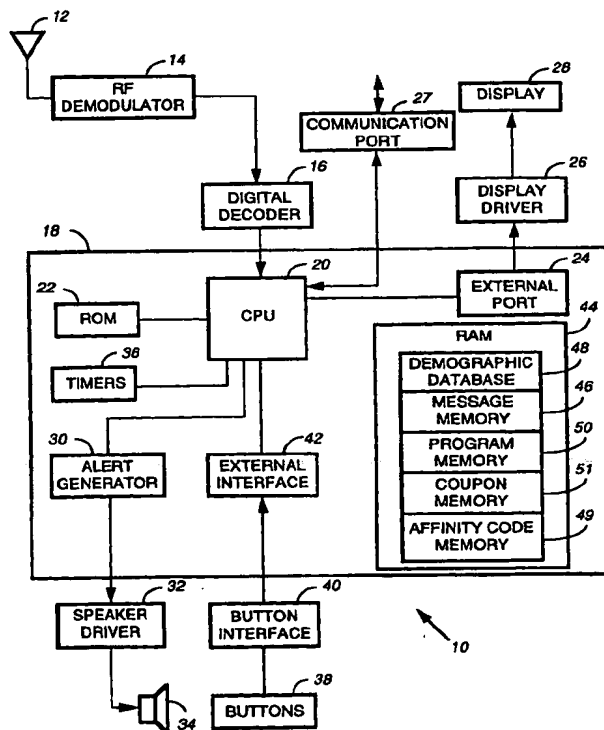 12
14
RF
DEMODULATOR
28
DISPLAY
27
COMMUNICATION
PORT
16
DIGITAL
DECODER
26
DISPLAY
DRIVER
18
20
CPU
24
EXTERNAL
PORT
22
ROM
44
RAM
36
TIMERS
48
DEMOGRAPHIC
DATABASE
46
MESSAGE
MEMORY
50
PROGRAM
MEMORY
51
COUPON
MEMORY
49
AFFINITY CODE
MEMORY
30
ALERT
GENERATOR
42
EXTERNAL
INTERFACE
32
SPEAKER
DRIVER
40
BUTTON
INTERFACE
10
34
38
BUTTONS